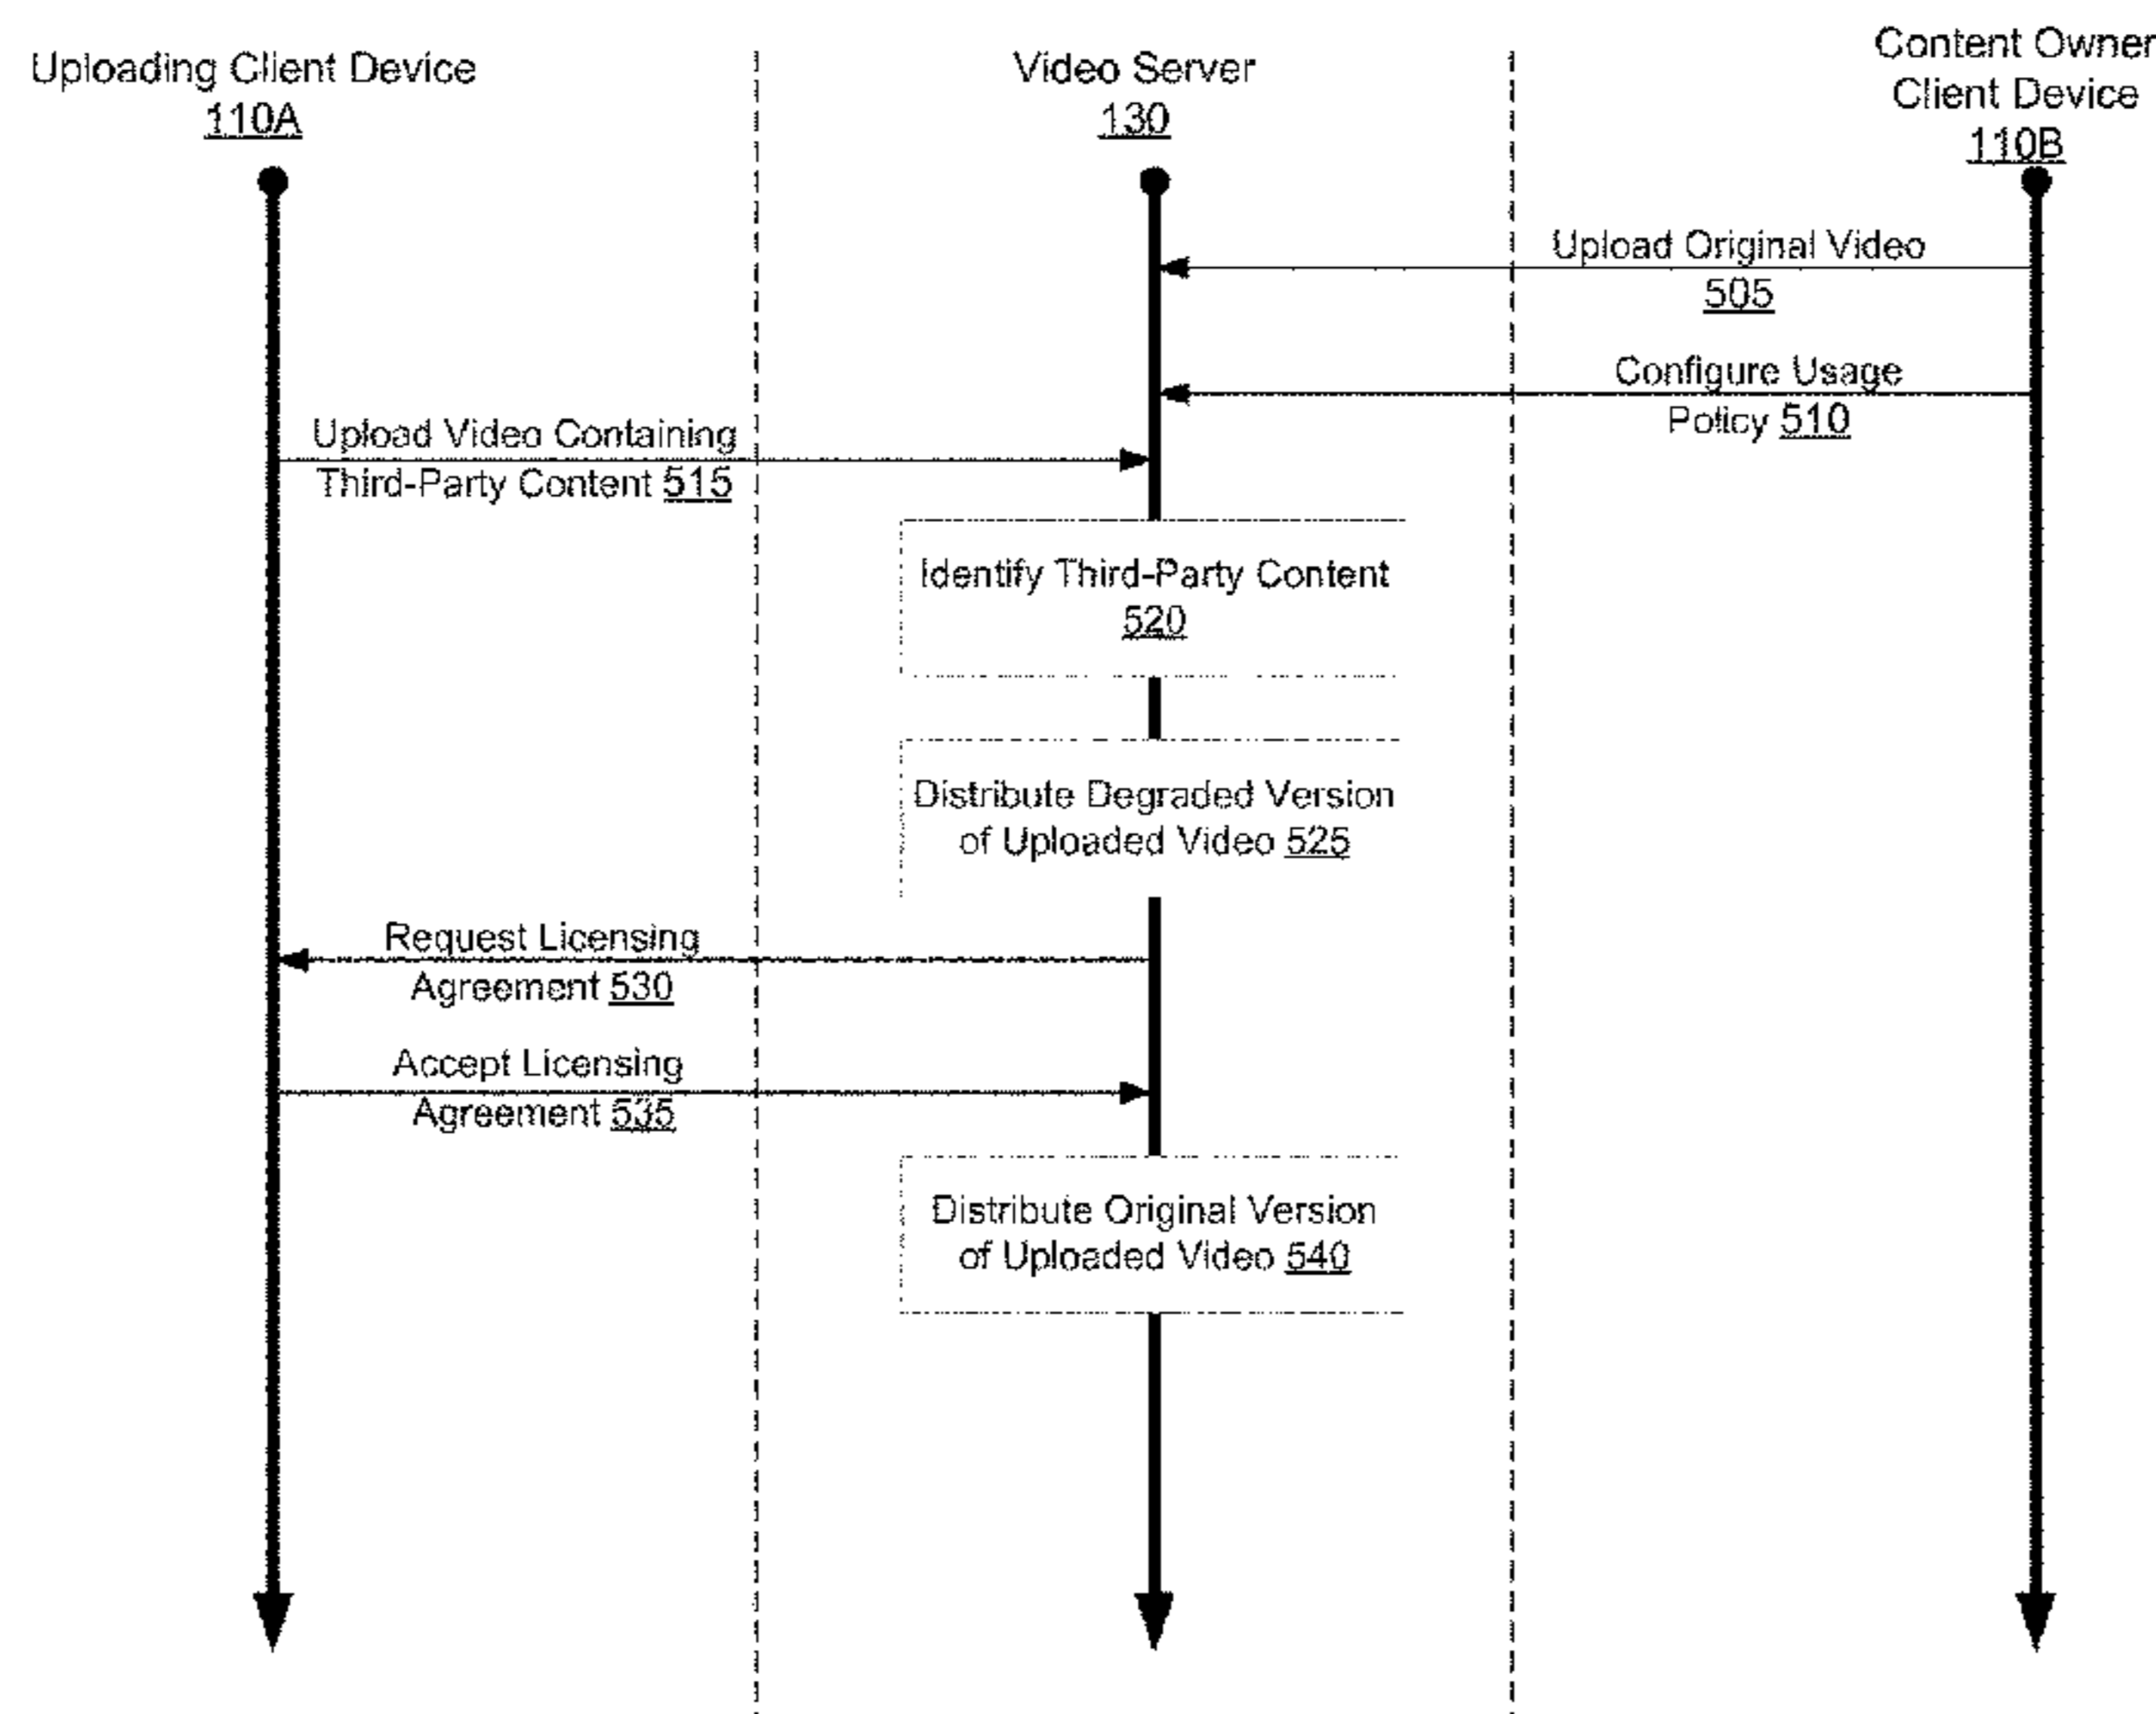 Uploading Client Device
110A
Video Server
130
Content Owner
Client Device
110B
Upload Original Video
505
Configure Usage
Policy 510
Upload Video Containing
Third-Party Content 515
Identify Third-Party Content
520
Distribute Degraded Version
of Uploaded Video 525
Request Licensing
Agreement 530
Accept Licensing
Agreement 535
Distribute Original Version
of Uploaded Video 540